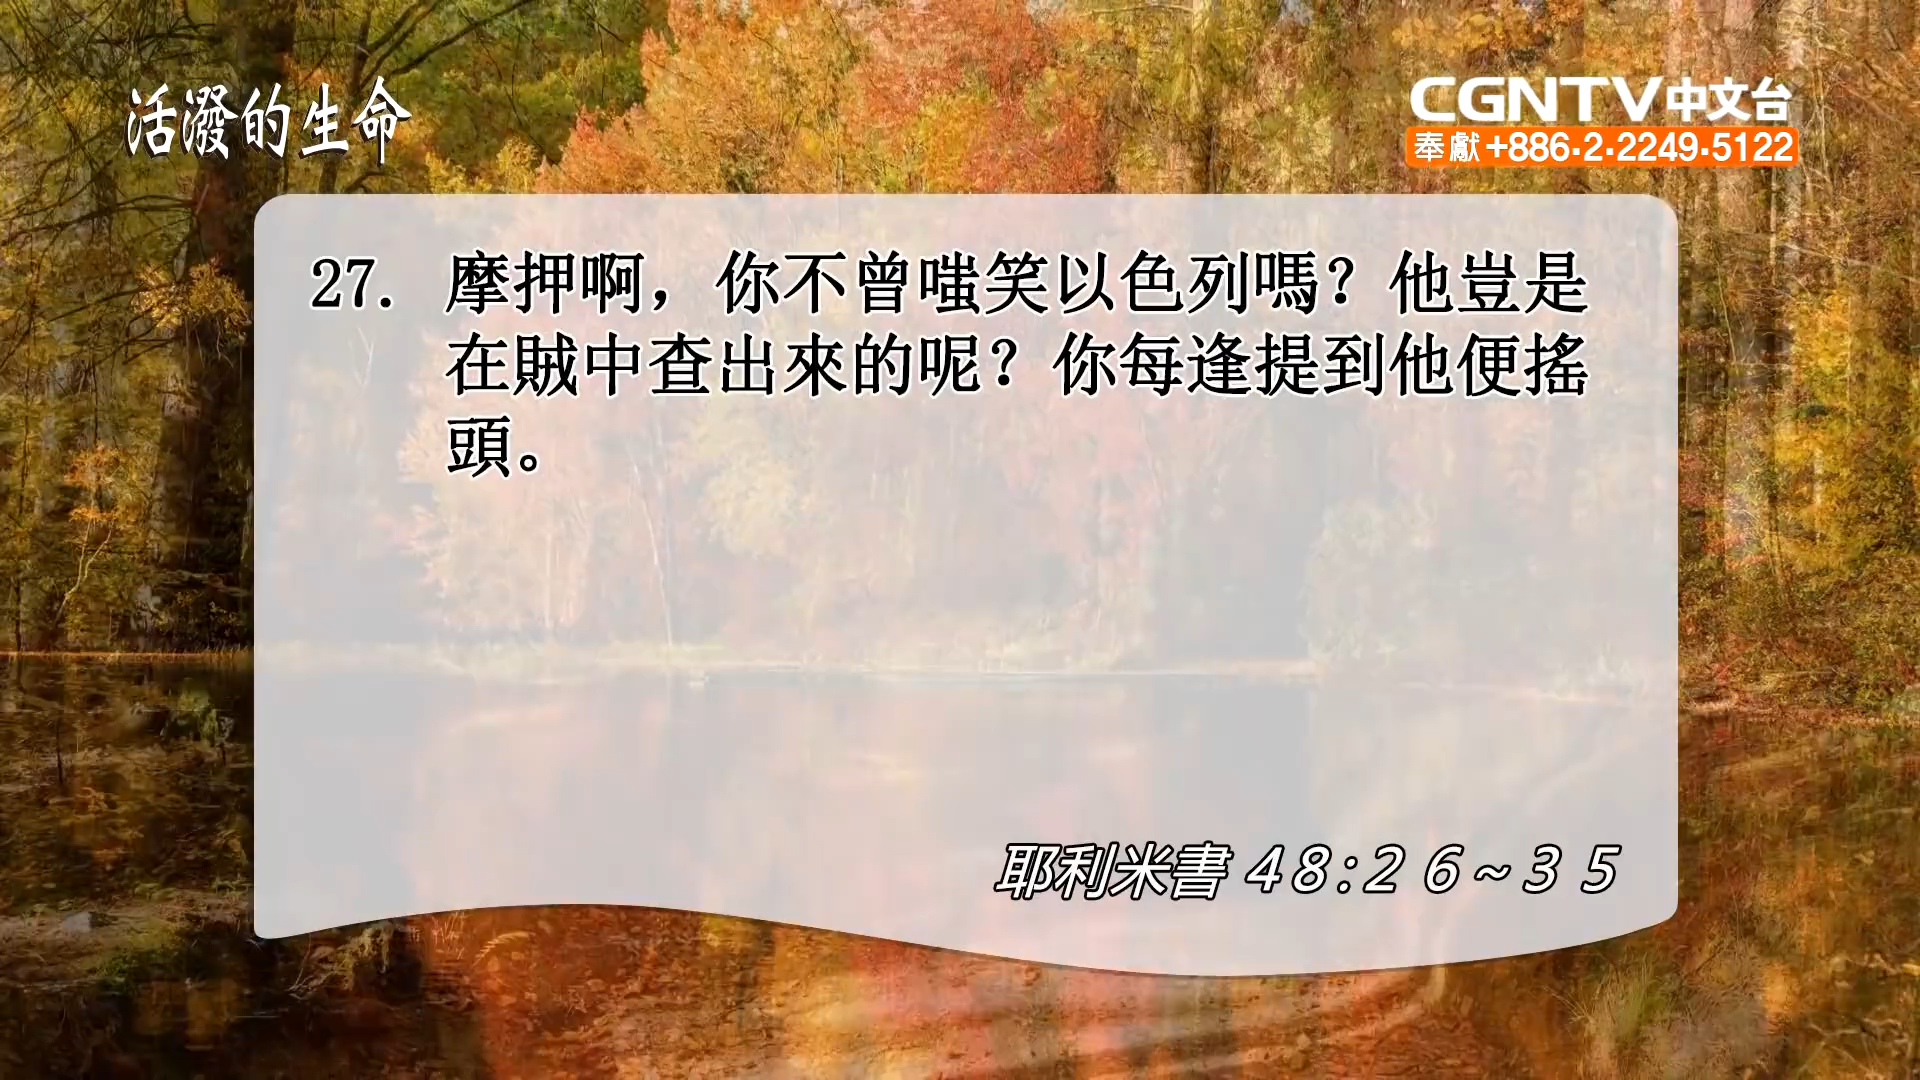 活潑的生命
CGNTV中文台
奉獻+886·2·2249·5122
27. 摩押啊，你不曾嗤笑以色列嗎？他豈是
在賊中查出來的呢？你每逢提到他便搖
頭。
耶利米書 48:26~35